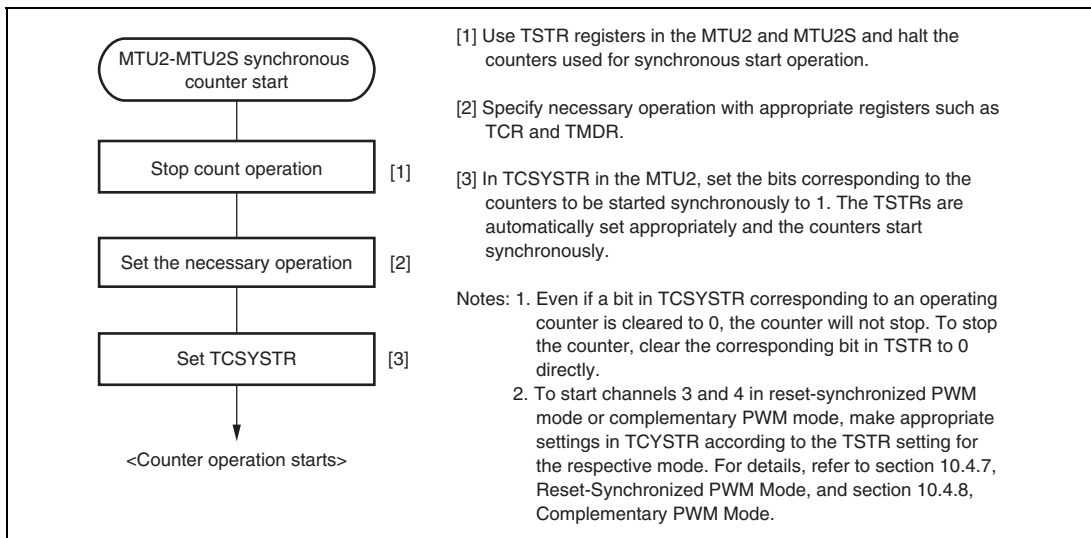 MTU2-MTU2S synchronous
counter start
Stop count operation
[1]
Set the necessary operation
[2]
Set TCSYSTR
[3]
<Counter operation starts>
[1] Use TSTR registers in the MTU2 and MTU2S and halt the
counters used for synchronous start operation.
[2] Specify necessary operation with appropriate registers such as
TCR and TMDR.
[3] In TCSYSTR in the MTU2, set the bits corresponding to the
counters to be started synchronously to 1. The TSTRs are
automatically set appropriately and the counters start
synchronously.
Notes: 1. Even if a bit in TCSYSTR corresponding to an operating
counter is cleared to 0, the counter will not stop. To stop
the counter, clear the corresponding bit in TSTR to 0
directly.
2. To start channels 3 and 4 in reset-synchronized PWM
mode or complementary PWM mode, make appropriate
settings in TCYSTR according to the TSTR setting for
the respective mode. For details, refer to section 10.4.7,
Reset-Synchronized PWM Mode, and section 10.4.8,
Complementary PWM Mode.